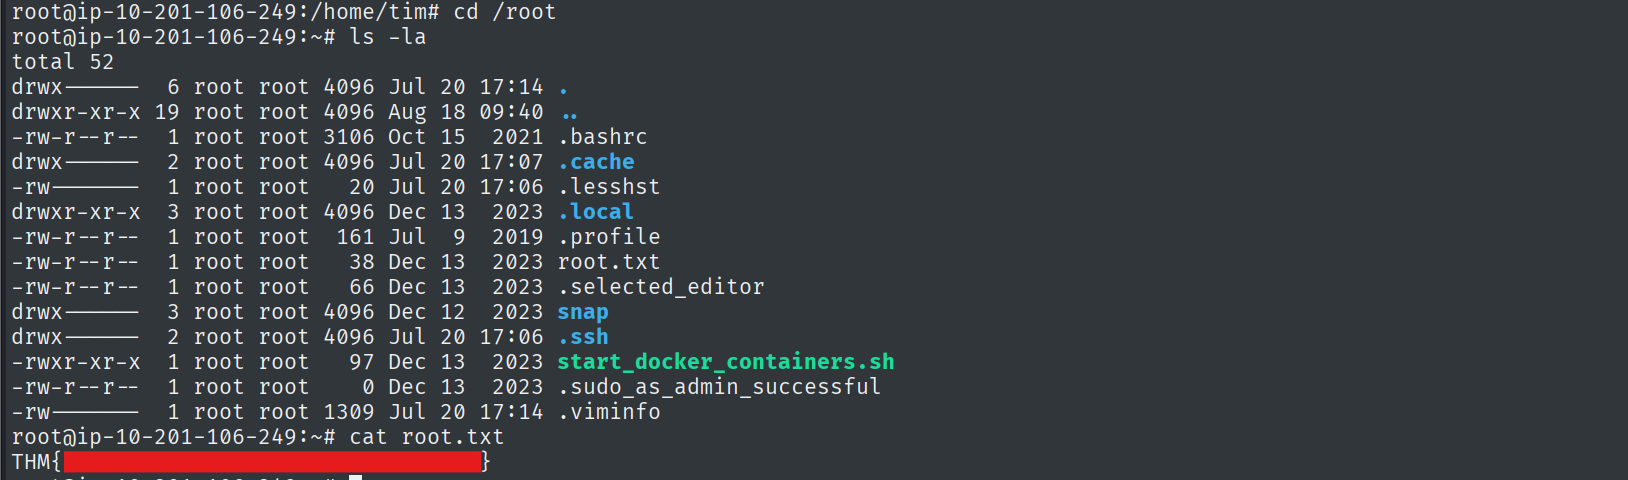 root@ip-10-201-106-249:/home/tim# cd /root
root@ip-10-201-106-249:~# ls -la
total 52
drwx------  6 root root 4096 Jul 20 17:14 .
drwxr-xr-x 19 root root 4096 Aug 18 09:40 ..
-rw-r--r--  1 root root 3106 Oct 15  2021 .bashrc
drwx------  2 root root 4096 Jul 20 17:07 .cache
-rw-------  1 root root   20 Jul 20 17:06 .lesshst
drwxr-xr-x  3 root root 4096 Dec 13  2023 .local
-rw-r--r--  1 root root  161 Jul  9  2019 .profile
-rw-r--r--  1 root root   38 Dec 13  2023 root.txt
-rw-r--r--  1 root root   66 Dec 13  2023 .selected_editor
drwx------  3 root root 4096 Dec 12  2023 snap
drwx------  2 root root 4096 Jul 20 17:06 .ssh
-rwxr-xr-x  1 root root   97 Dec 13  2023 start_docker_containers.sh
-rw-r--r--  1 root root    0 Dec 13  2023 .sudo_as_admin_successful
-rw-------  1 root root 1309 Jul 20 17:14 .viminfo
root@ip-10-201-106-249:~# cat root.txt
THM{ }